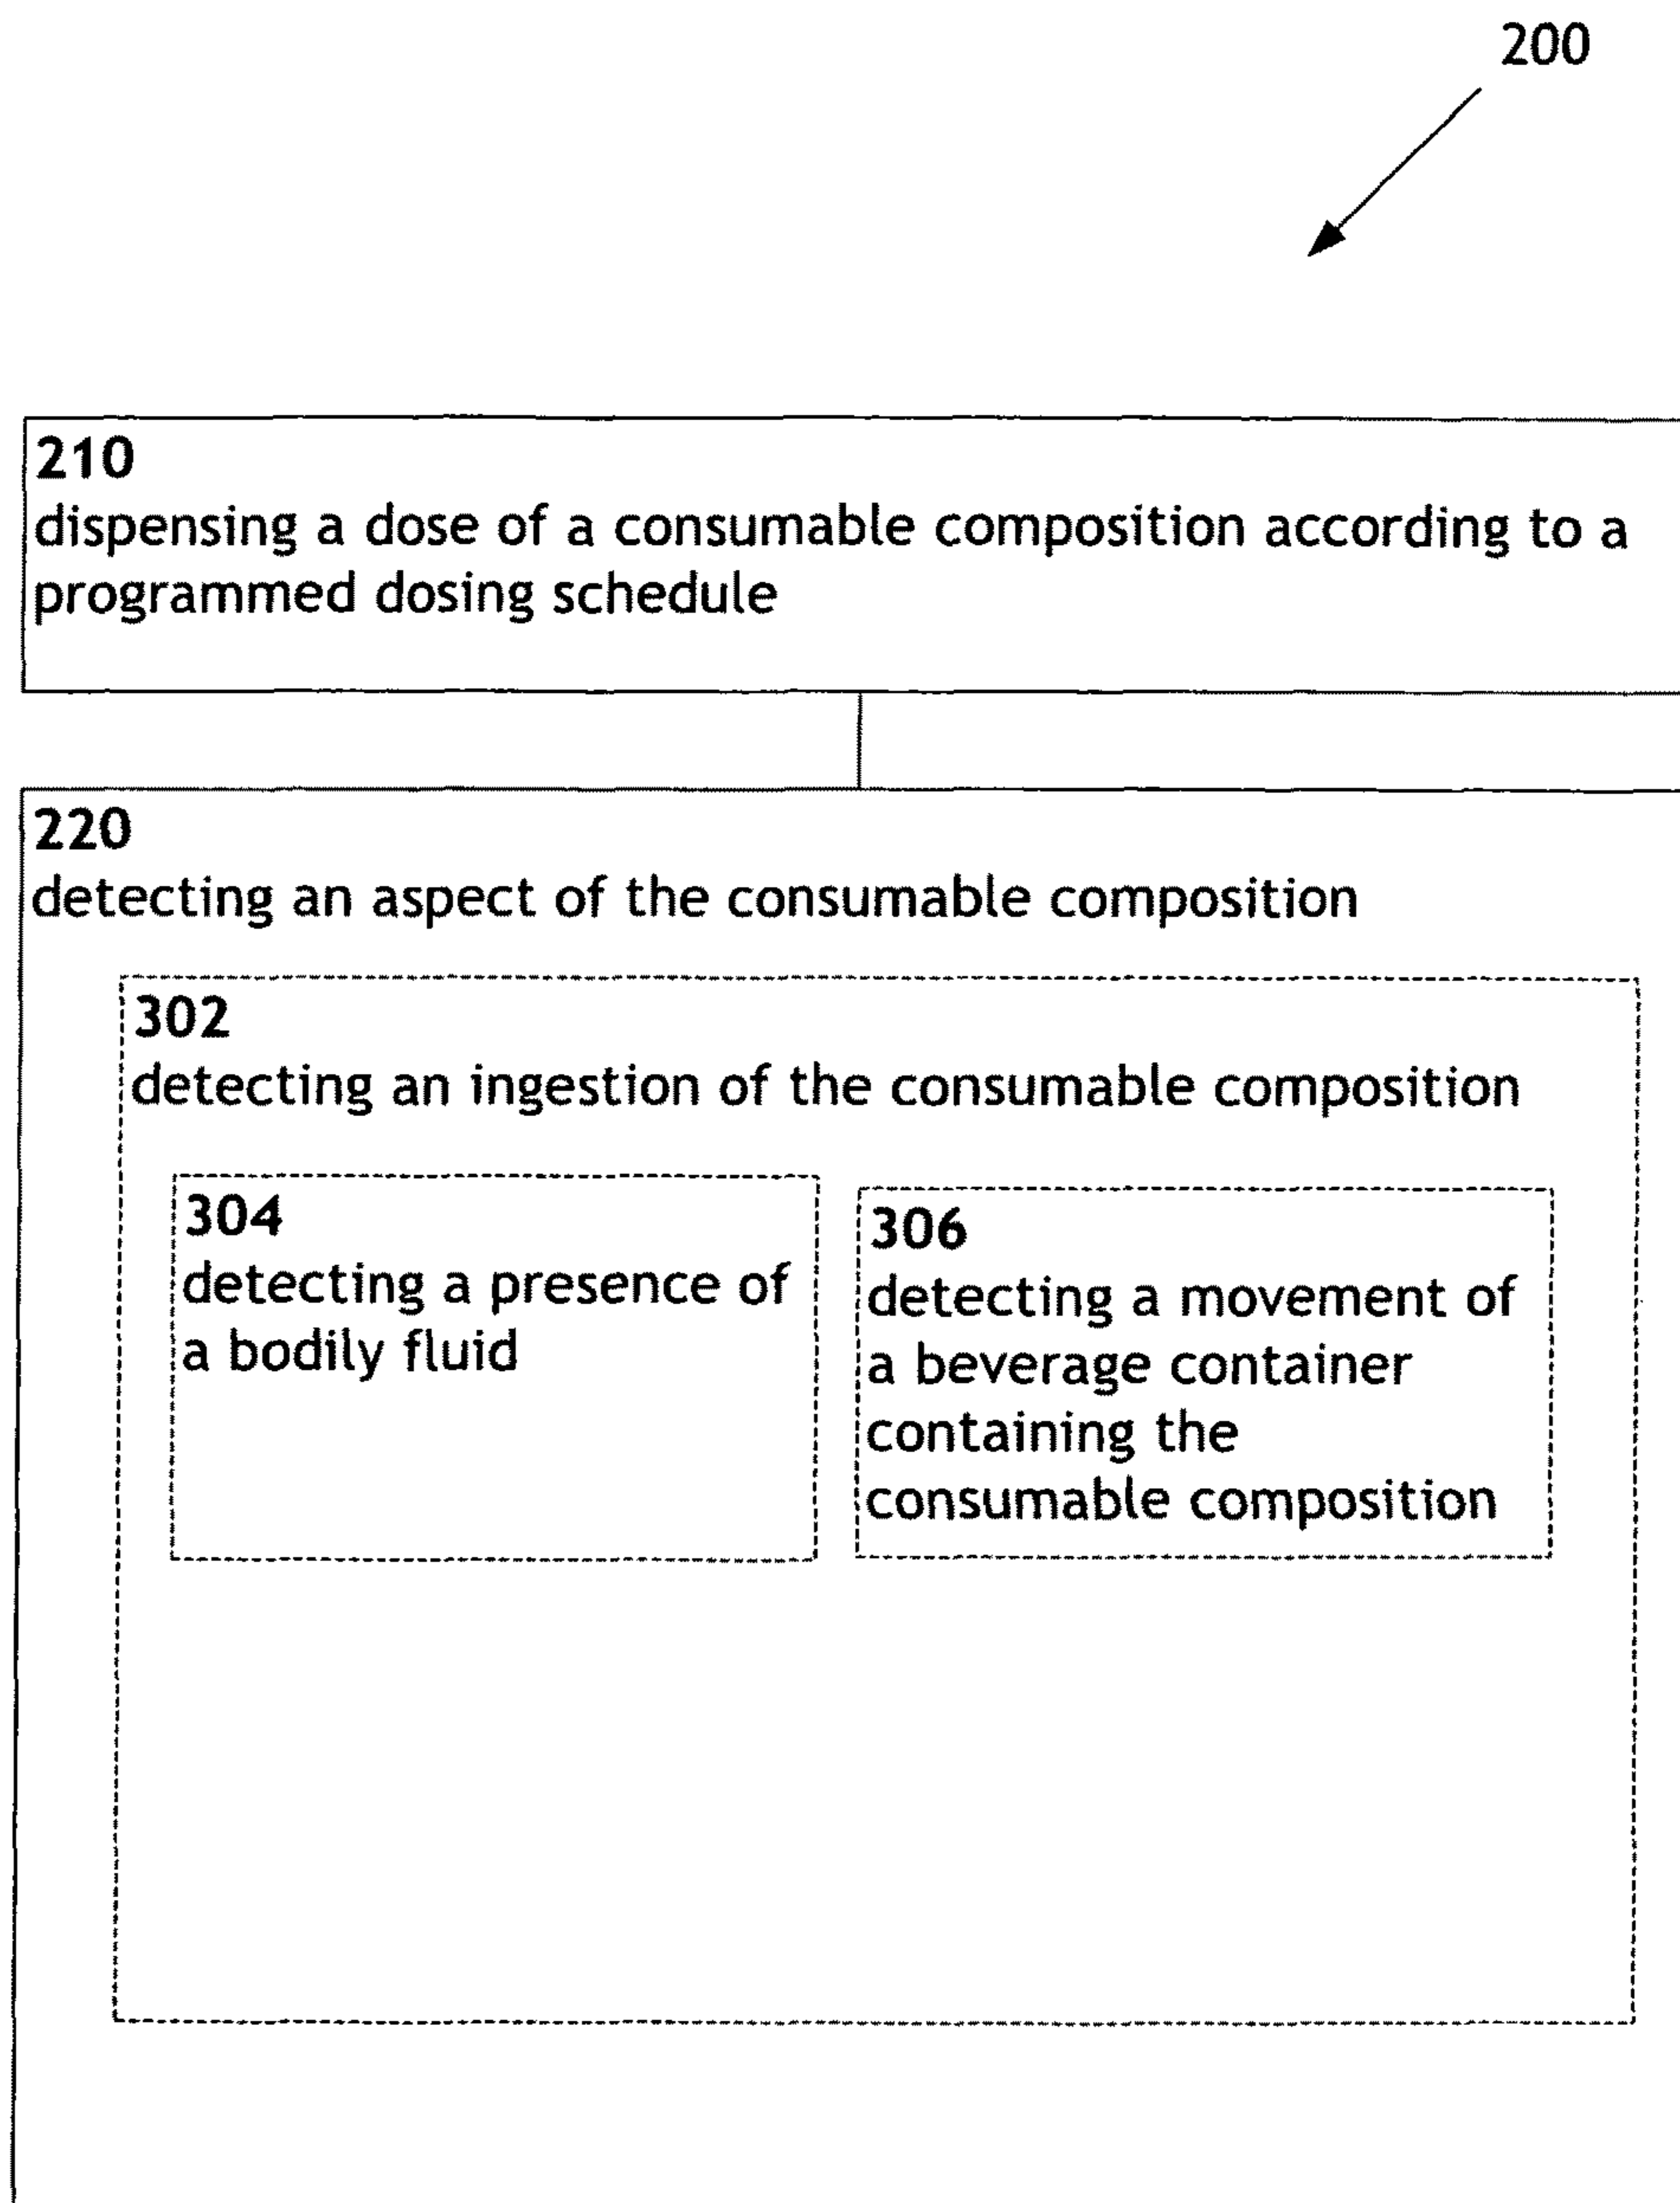 200
210
dispensing a dose of a consumable composition according to a
programmed dosing schedule
220
detecting an aspect of the consumable composition
302
detecting an ingestion of the consumable composition
304
detecting a presence of
a bodily fluid
306
detecting a movement of
a beverage container
containing the
consumable composition